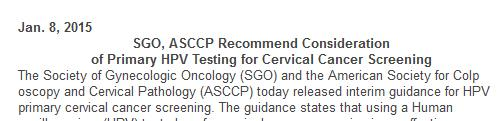 Jan. 8, 2015
SGO, ASCCP Recommend Consideration
of Primary HPV Testing for Cervical Cancer Screening
The Society of Gynecologic Oncology (SGO) and the American Society for Colp
oscopy and Cervical Pathology (ASCCP) today released interim guidance for HPV
primary cervical cancer screening. The guidance states that using a Human